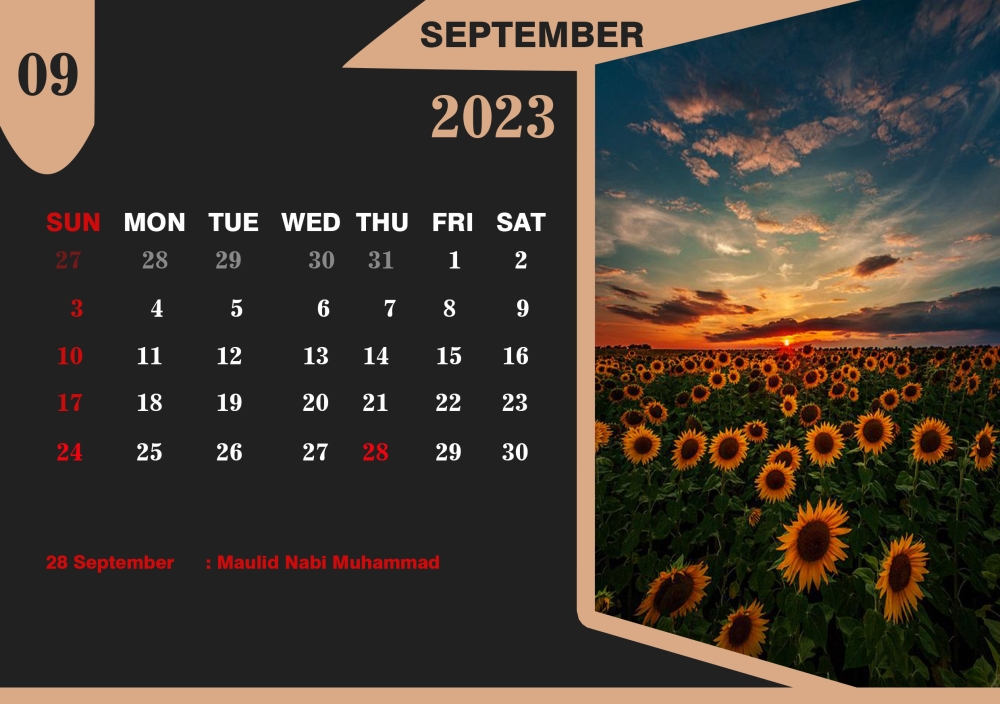 09
SEPTEMBER
2023
SUN MON TUE WED THU FRI SAT
27 28 29 30 31 1 2
3 4 5 6 7 8 9
10 11 12 13 14 15 16
17 18 19 20 21 22 23
24 25 26 27 28 29 30
28 September : Maulid Nabi Muhammad